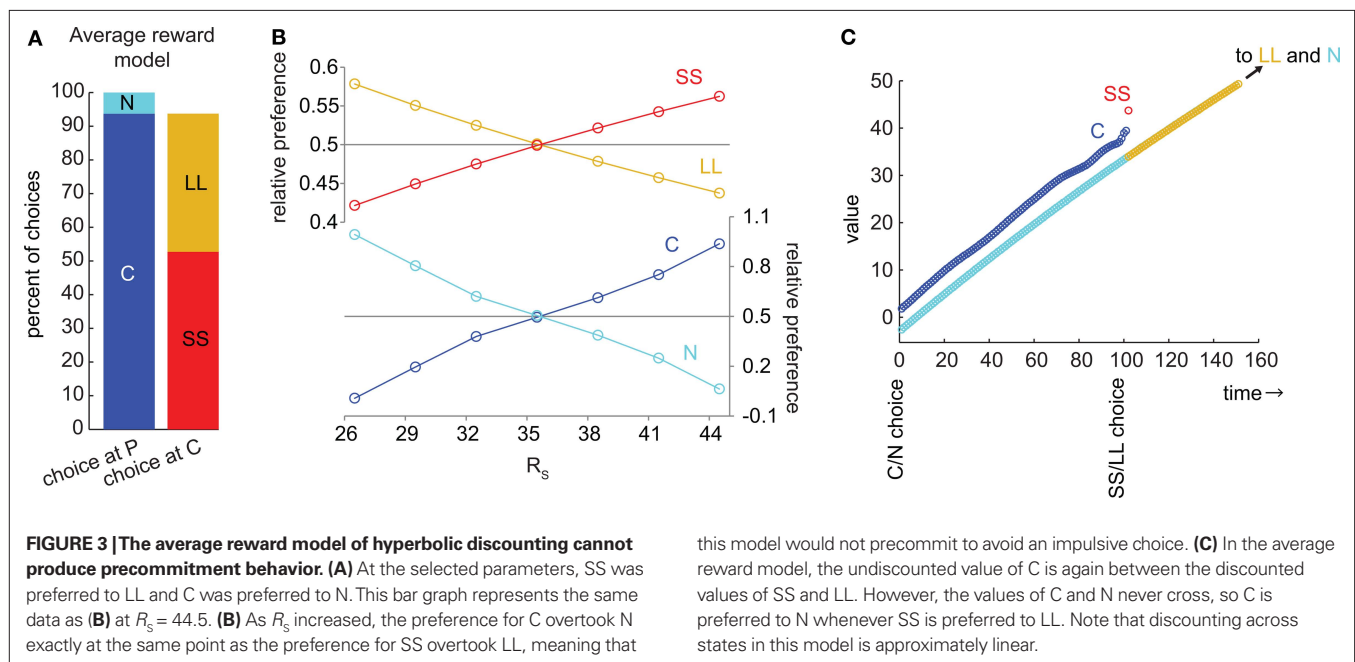 A
Average reward
model
100
90
80
70
60
50
40
30
20
10
0
percent of choices
N
C
LL
SS
choice at P
choice at C
B
0.6
0.55
0.5
0.45
0.4
relative preference
SS
LL
1.1
0.8
0.5
0.2
-0.1
relative preference
C
N
26
29
32
35
38
41
44
R_S
C
to LL and N
50
40
30
20
10
0
value
SS
C
0
20
40
60
80
100
120
140
160
time →
C/N choice
SS/LL choice
FIGURE 3 | The average reward model of hyperbolic discounting cannot
produce precommitment behavior. (A) At the selected parameters, SS was
preferred to LL and C was preferred to N. This bar graph represents the same
data as (B) at R_S = 44.5. (B) As R_S increased, the preference for C overtook N
exactly at the same point as the preference for SS overtook LL, meaning that
this model would not precommit to avoid an impulsive choice. (C) In the average
reward model, the undiscounted value of C is again between the discounted
values of SS and LL. However, the values of C and N never cross, so C is
preferred to N whenever SS is preferred to LL. Note that discounting across
states in this model is approximately linear.